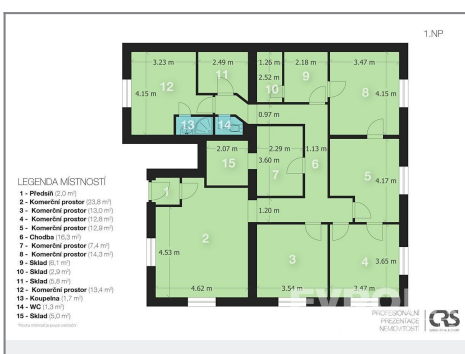 1.NP
3.23 m
2.49 m
1.26 m
2.18 m
3.47 m
12
11
2.52 m
9
8
4.15 m
10
4.15 m
13
14
0.97 m
2.07 m
2.29 m
1.13 m
15
3.60 m
6
7
5
4.17 m
1
1.20 m
2
4.53 m
3
4
3.65 m
4.62 m
3.54 m
3.47 m
LEGENDA MÍSTNOSTÍ
1 - Předsíň (2,0 m²)
2 - Komerční prostor (23,8 m²)
3 - Komerční prostor (13,0 m²)
4 - Komerční prostor (12,8 m²)
5 - Komerční prostor (12,9 m²)
6 - Chodba (16,3 m²)
7 - Komerční prostor (7,4 m²)
8 - Komerční prostor (14,3 m²)
9 - Sklad (8,1 m²)
10 - Sklad (2,9 m²)
11 - Sklad (5,8 m²)
12 - Komerční prostor (13,4 m²)
13 - Koupelna (1,7 m²)
14 - WC (1,3 m²)
15 - Sklad (5,0 m²)
PROFESIONÁLNÍ
PREZENTACE
NEMOVITOSTÍ
CRS